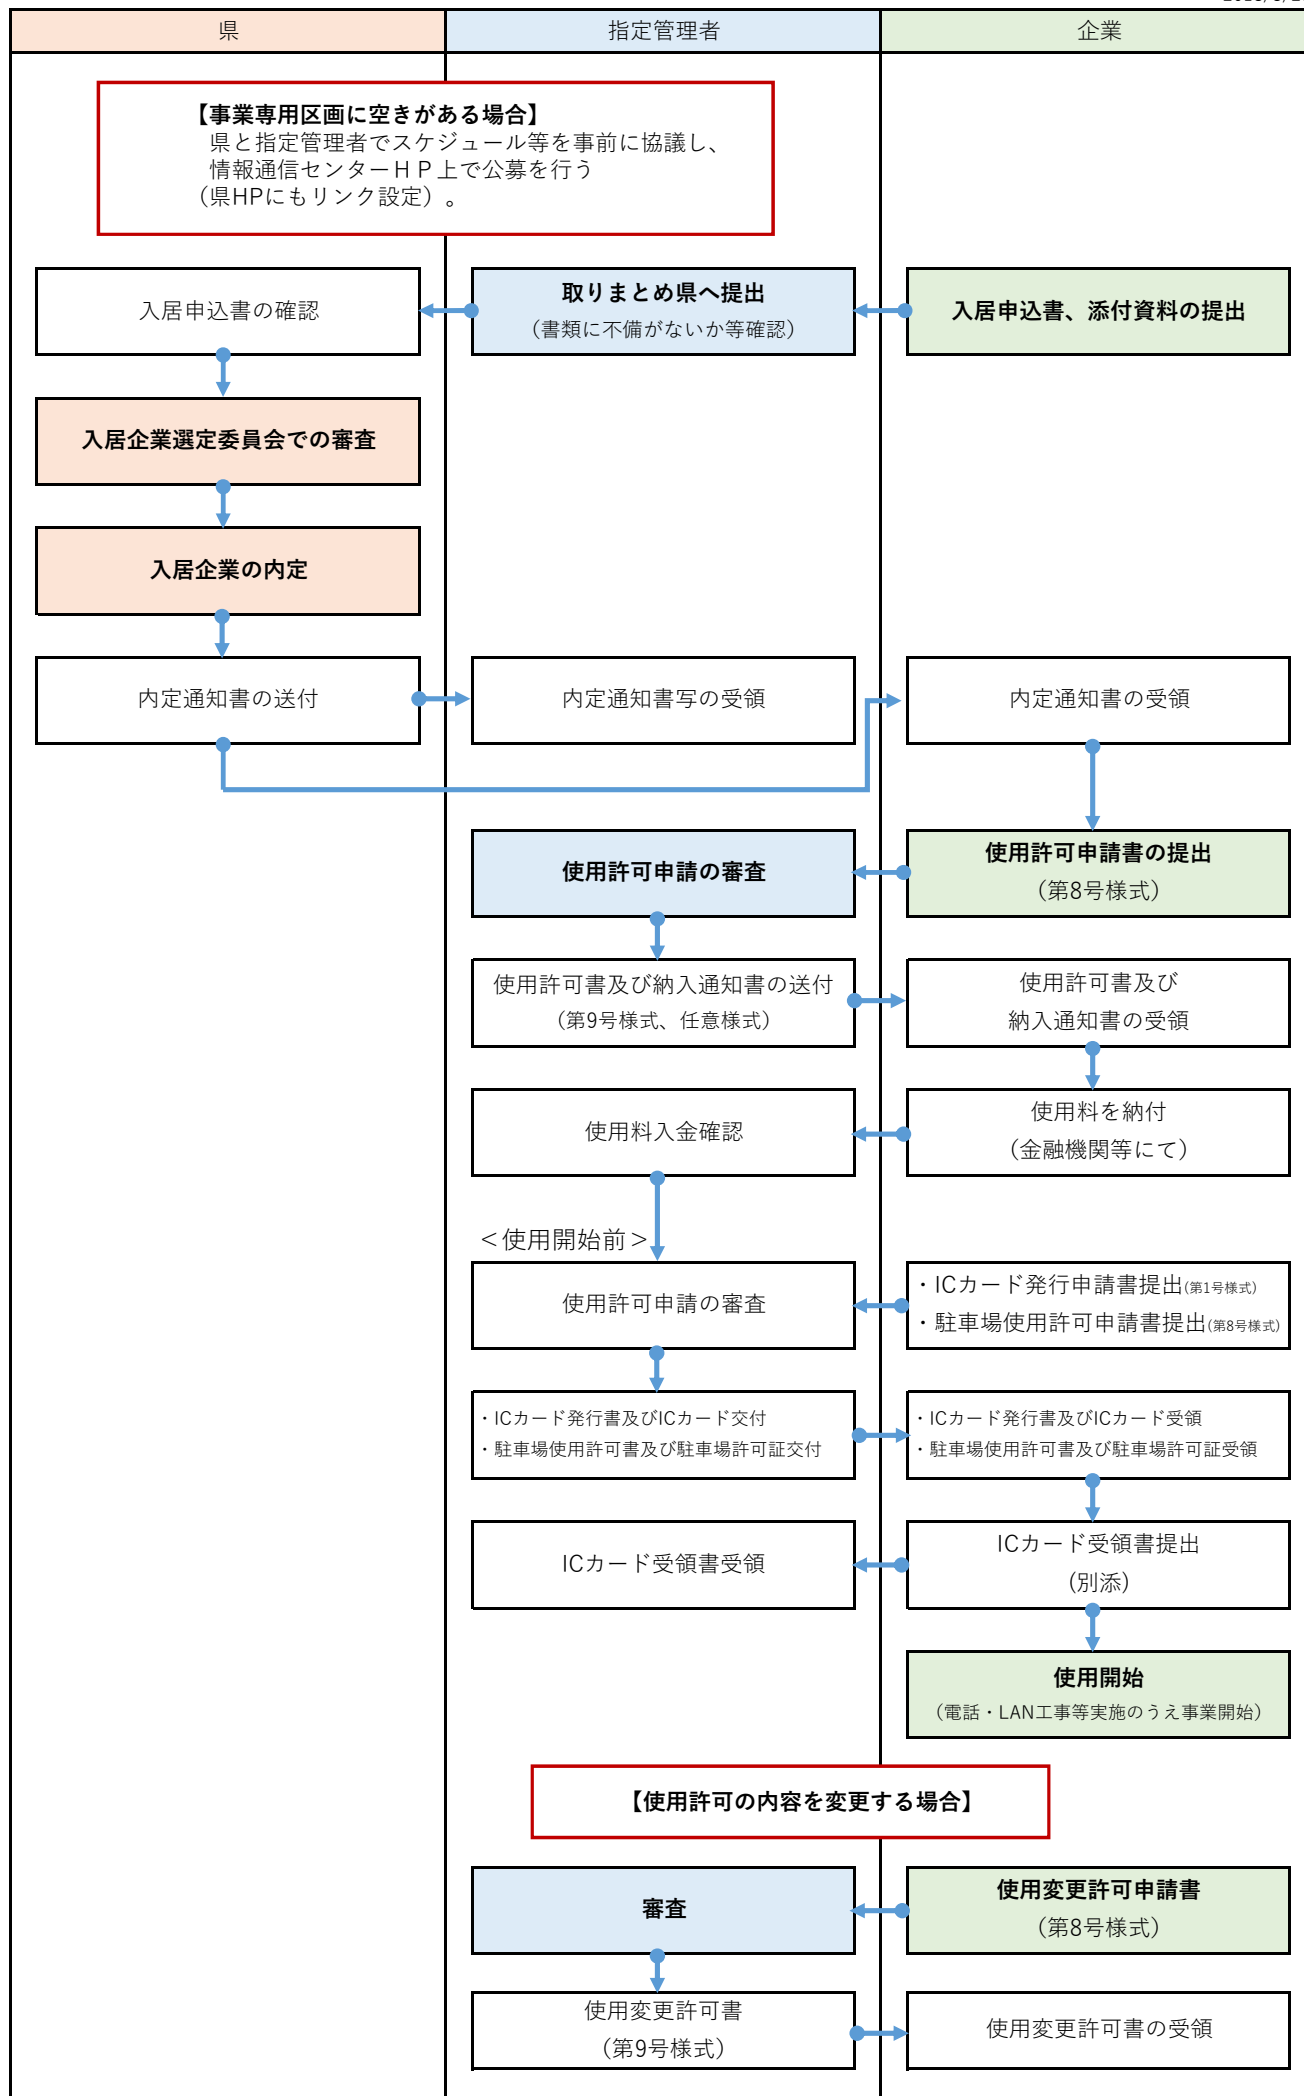 県
指定管理者
企業
【事業専用区画に空きがある場合】
県と指定管理者でスケジュール等を事前に協議し、
情報通信センターＨＰ上で公募を行う
（県HPにもリンク設定）。
入居申込書の確認
取りまとめ県へ提出
（書類に不備がないか等確認）
入居申込書、添付資料の提出
入居企業選定委員会での審査
入居企業の内定
内定通知書の送付
内定通知書写の受領
内定通知書の受領
使用許可申請の審査
使用許可申請書の提出
（第8号様式）
使用許可書及び納入通知書の送付
（第9号様式、任意様式）
使用許可書及び
納入通知書の受領
使用料入金確認
使用料を納付
（金融機関等にて）
＜使用開始前＞
使用許可申請の審査
・ICカード発行申請書提出(第1号様式)
・駐車場使用許可申請書提出(第8号様式)
・ICカード発行書及びICカード交付
・駐車場使用許可書及び駐車場許可証交付
・ICカード発行書及びICカード受領
・駐車場使用許可書及び駐車場許可証受領
ICカード受領書受領
ICカード受領書提出
（別添）
使用開始
（電話・LAN工事等実施のうえ事業開始）
【使用許可の内容を変更する場合】
審査
使用変更許可申請書
（第8号様式）
使用変更許可書
（第9号様式）
使用変更許可書の受領